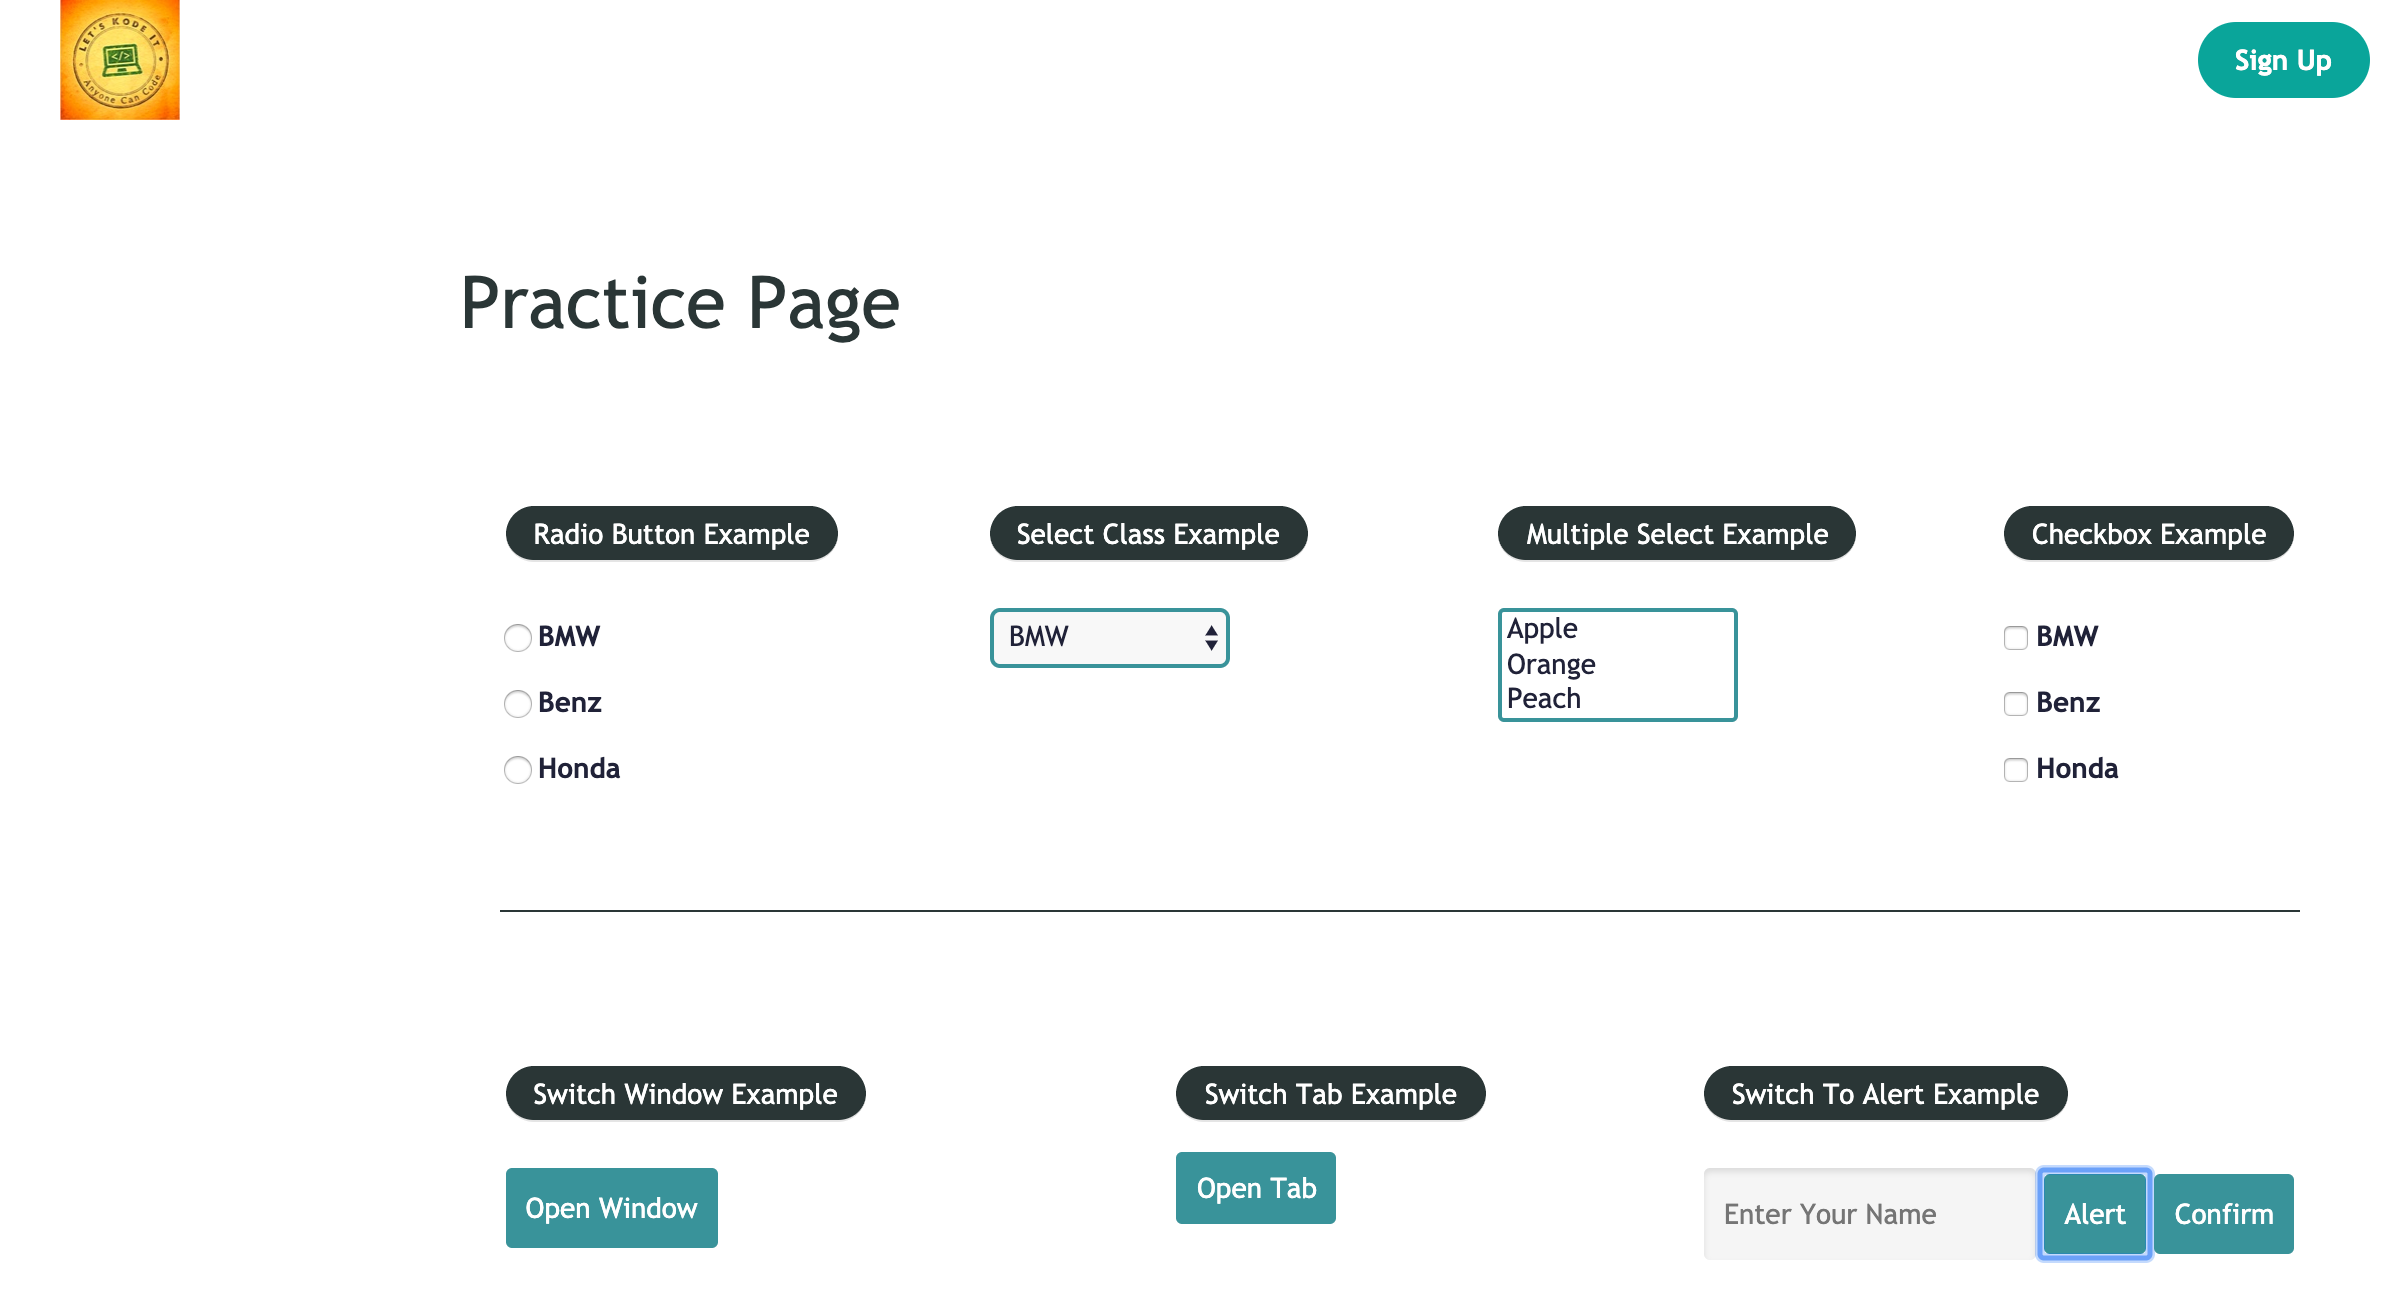 LET'S KODE IT
</>
Anyone Can Code
Sign Up
Practice Page
Radio Button Example
BMW
Benz
Honda
Select Class Example
BMW
Multiple Select Example
Apple
Orange
Peach
Checkbox Example
BMW
Benz
Honda
Switch Window Example
Open Window
Switch Tab Example
Open Tab
Switch To Alert Example
Enter Your Name
Alert
Confirm